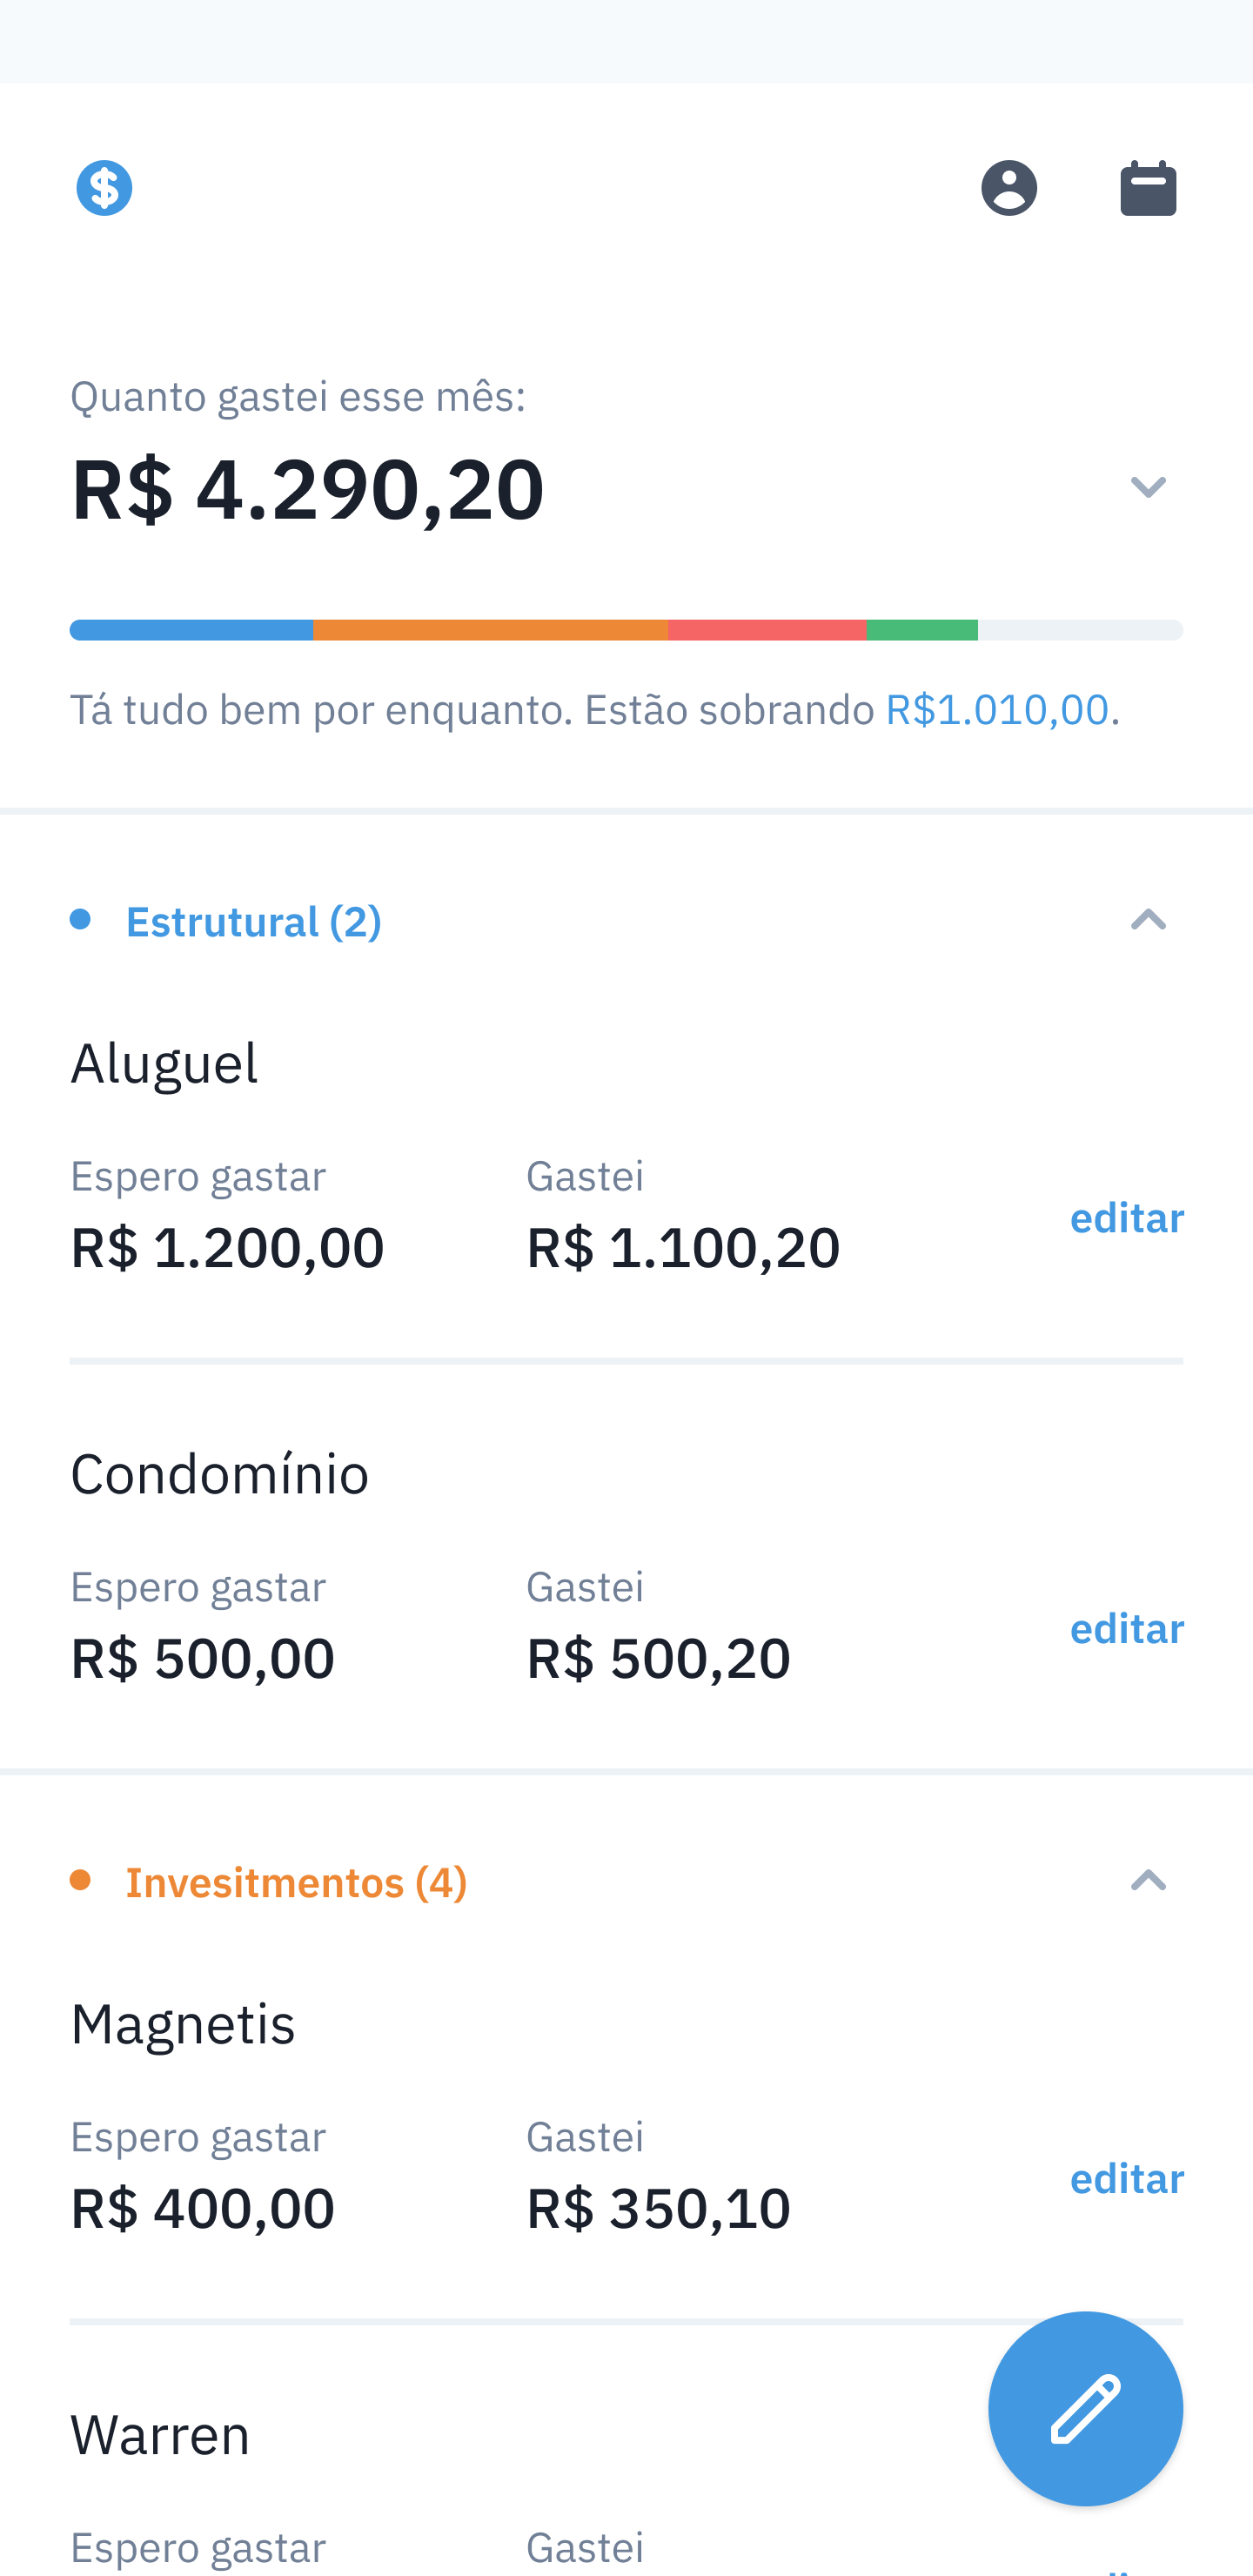 Quanto gastei esse mês:
R$ 4.290,20
Tá tudo bem por enquanto. Estão sobrando R$1.010,00.
Estrutural (2)
Aluguel
Espero gastar Gastei
R$ 1.200,00 R$ 1.100,20 editar
Condomínio
Espero gastar Gastei
R$ 500,00 R$ 500,20 editar
Invesitmentos (4)
Magnetis
Espero gastar Gastei
R$ 400,00 R$ 350,10 editar
Warren
Espero gastar Gastei